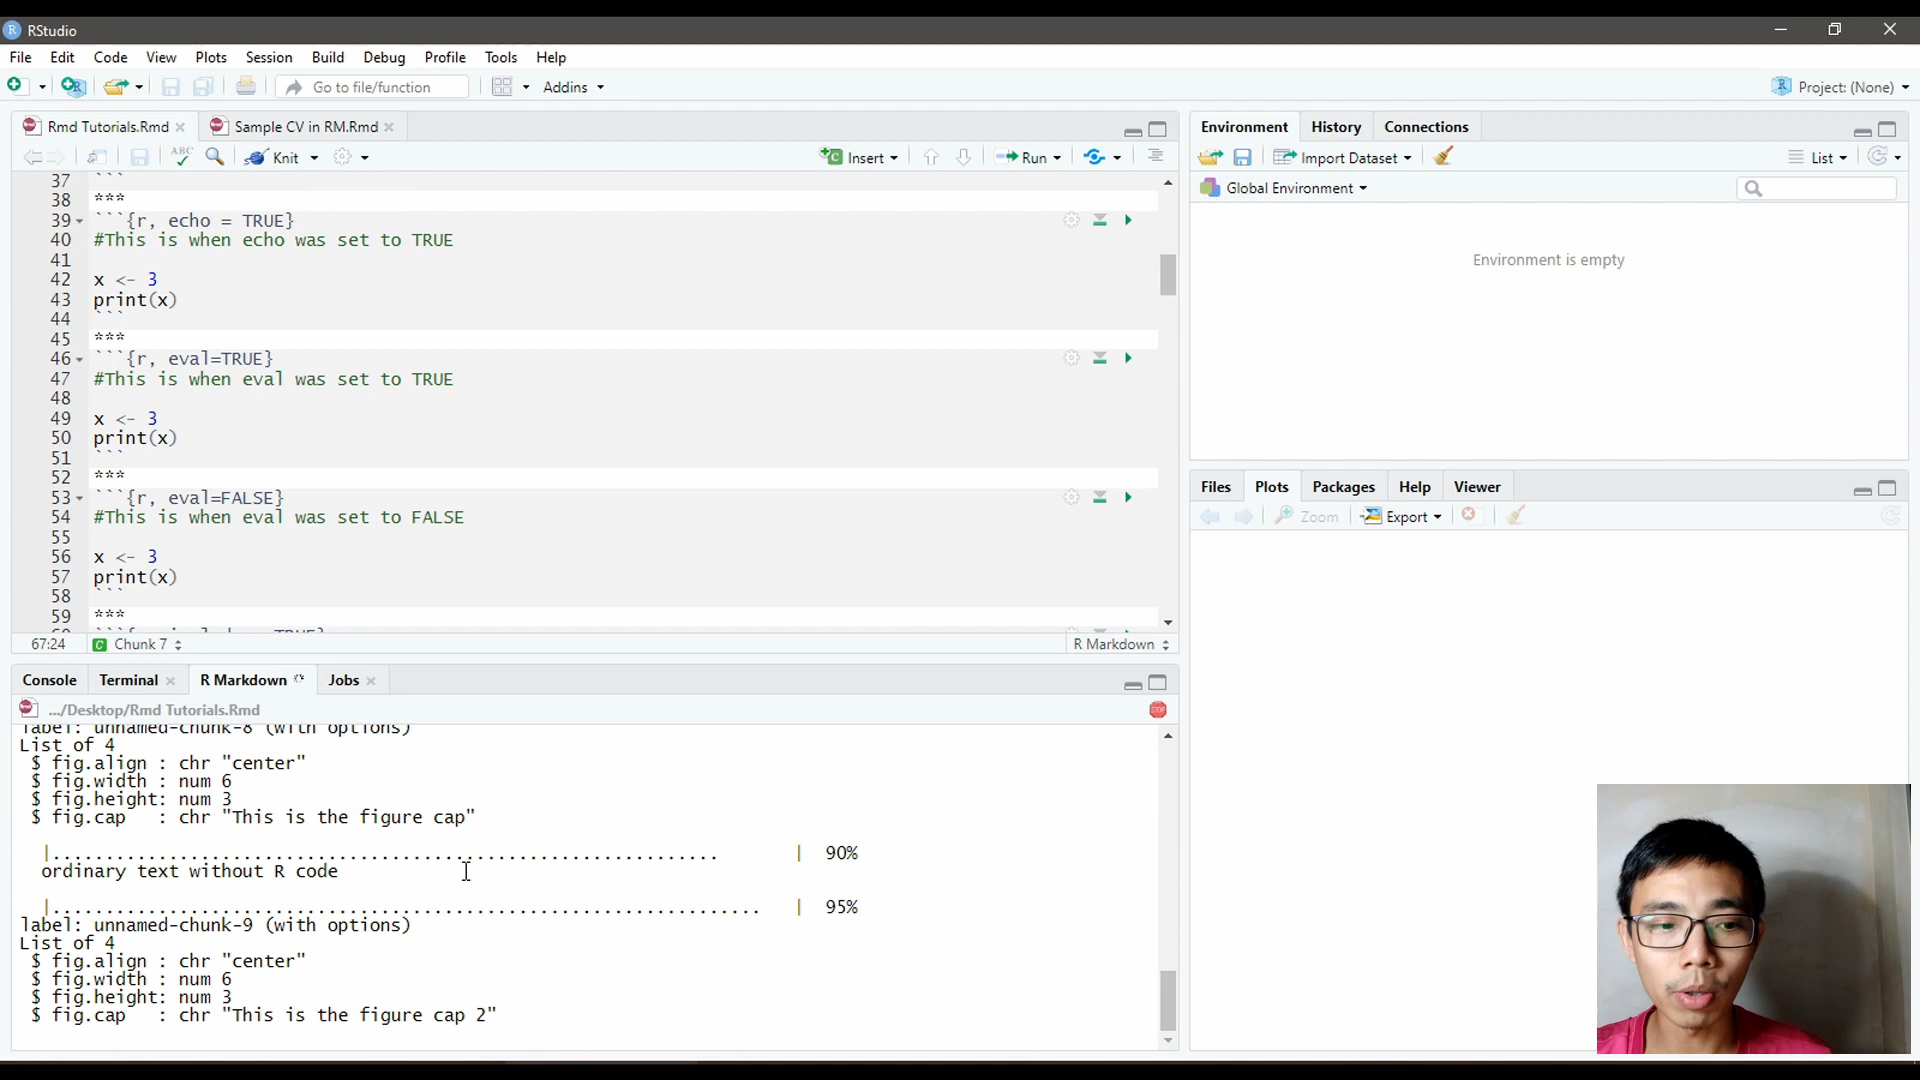 RStudio
File Edit Code View Plots Session Build Debug Profile Tools Help
Go to file/function Addins Project: (None)
Rmd Tutorials.Rmd Sample CV in RM.Rmd
ABC Knit Insert Run
37 ```
38 ***
39 ```{r, echo = TRUE}
40 #This is when echo was set to TRUE
41
42 x <- 3
43 print(x)
44 ```
45 ***
46 ```{r, eval=TRUE}
47 #This is when eval was set to TRUE
48
49 x <- 3
50 print(x)
51 ```
52 ***
53 ```{r, eval=FALSE}
54 #This is when eval was set to FALSE
55
56 x <- 3
57 print(x)
58 ```
59 ***
67:24 Chunk 7 R Markdown
Console Terminal R Markdown Jobs
.../Desktop/Rmd Tutorials.Rmd
label: unnamed-chunk-8 (with options)
List of 4
$ fig.align : chr "center"
$ fig.width : num 6
$ fig.height: num 3
$ fig.cap   : chr "This is the figure cap"
|................................................................ | 90%
ordinary text without R code
|.................................................................... | 95%
label: unnamed-chunk-9 (with options)
List of 4
$ fig.align : chr "center"
$ fig.width : num 6
$ fig.height: num 3
$ fig.cap   : chr "This is the figure cap 2"
Environment History Connections
Import Dataset List
Global Environment
Environment is empty
Files Plots Packages Help Viewer
Zoom Export